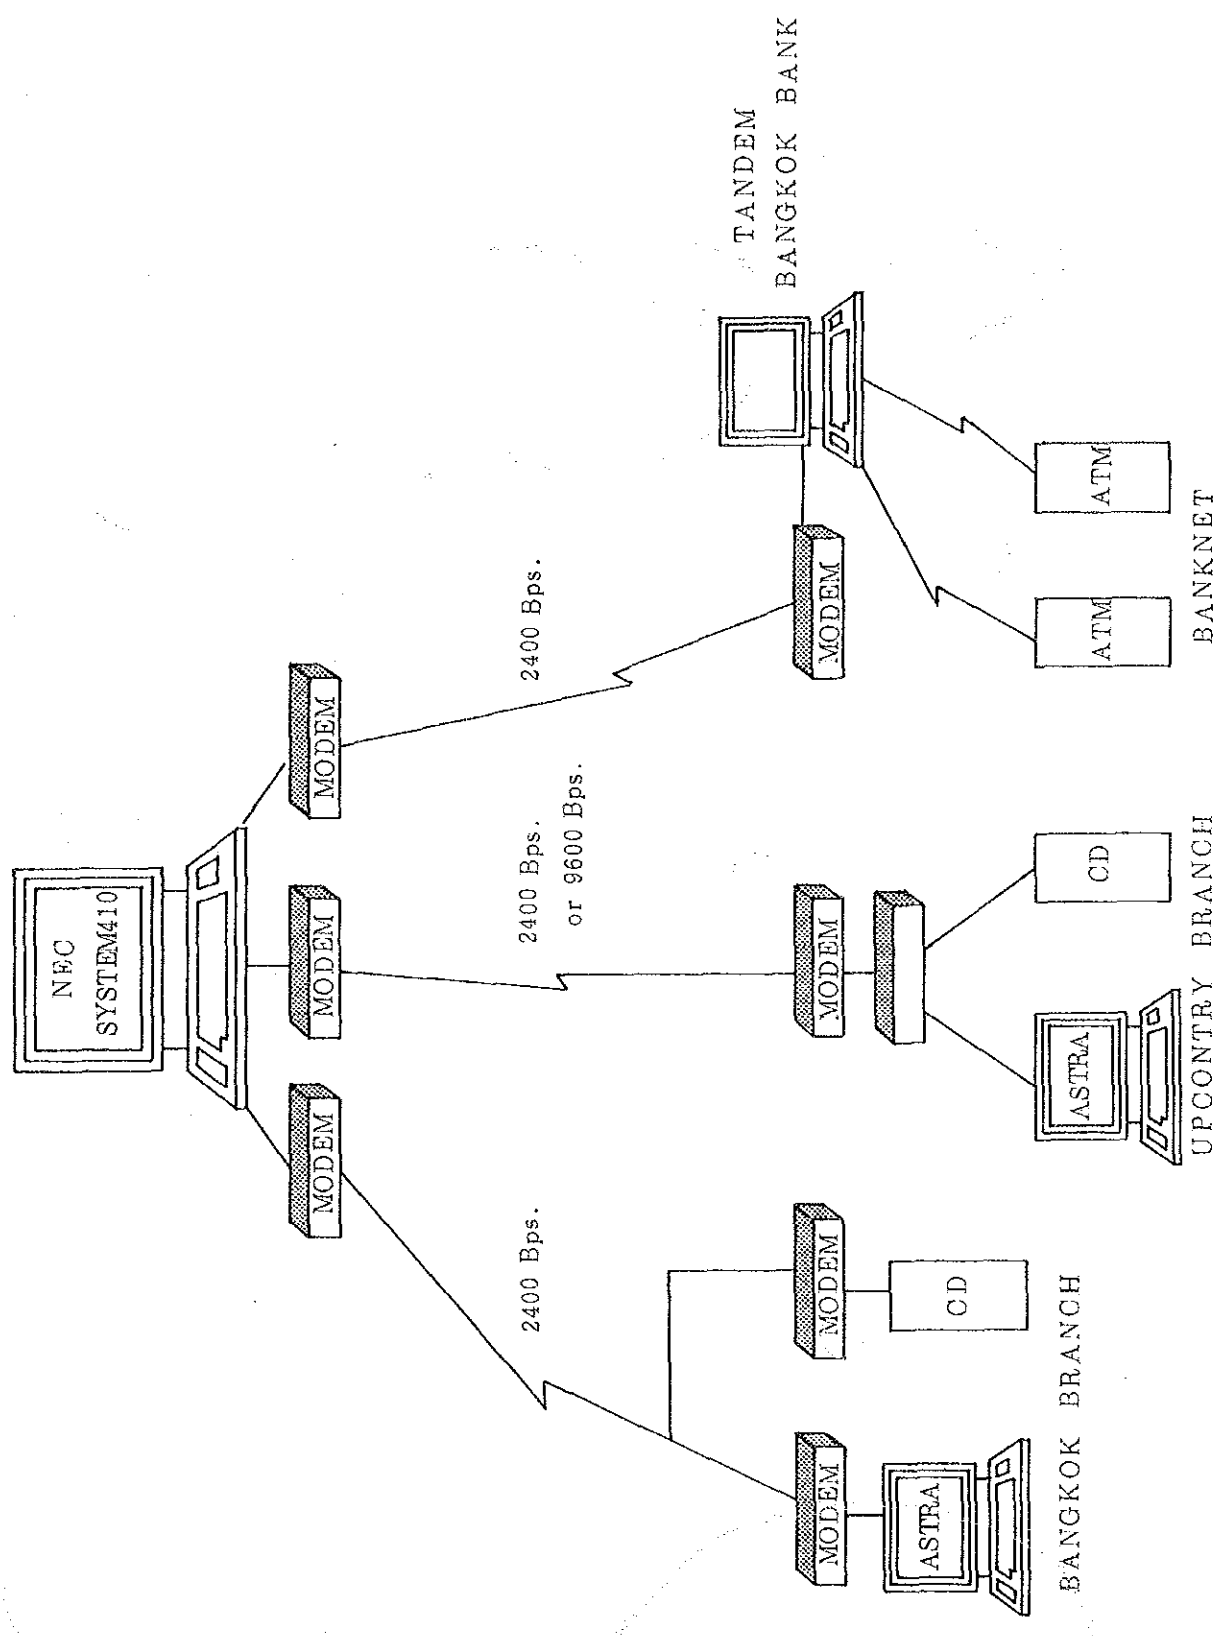 NEC
SYSTEM410
MODEM
MODEM
MODEM
2400 Bps.
2400 Bps.
or 9600 Bps.
2400 Bps.
TANDEM
BANGKOK BANK
MODEM
MODEM
MODEM
MODEM
ASTRA
CD
ASTRA
CD
ATM
ATM
BANGKOK BRANCH
UPCONTRY BRANCH
BANKNET